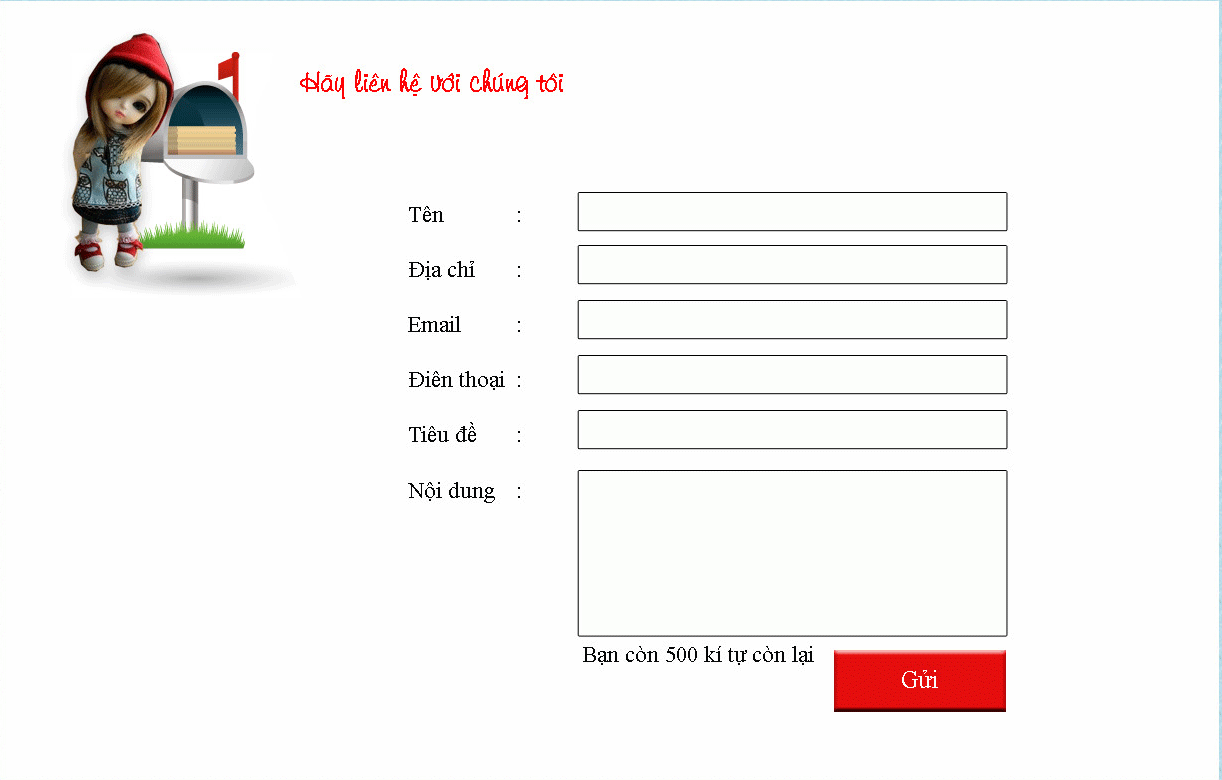 Hãy liên hệ với chúng tôi
Tên :
Địa chỉ :
Email :
Điên thoại :
Tiêu đề :
Nội dung :
Bạn còn 500 kí tự còn lại
Gửi